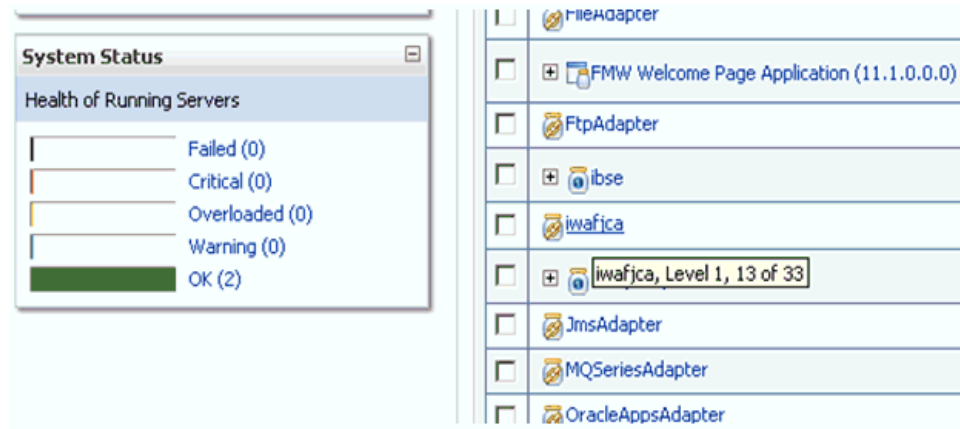 System Status
Health of Running Servers
Failed (0)
Critical (0)
Overloaded (0)
Warning (0)
OK (2)
FileAdapter
FMW Welcome Page Application (11.1.0.0.0)
FtpAdapter
ibse
iwafjca
iwafjca, Level 1, 13 of 33
JmsAdapter
MQSeriesAdapter
OracleAppsAdapter